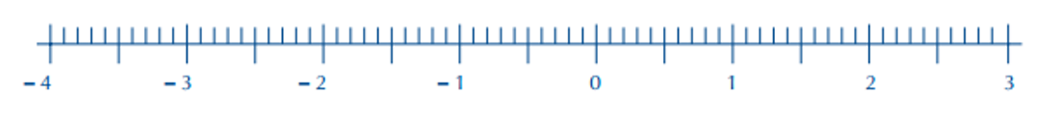 – 4 – 3 – 2 – 1 0 1 2 3